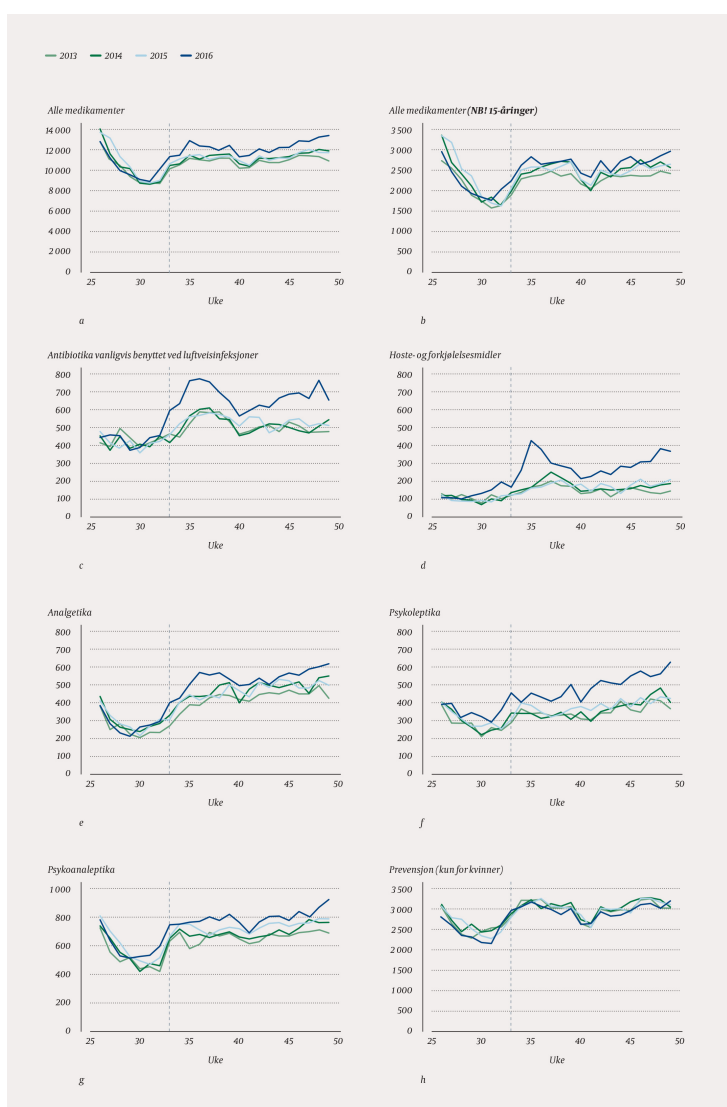 2013 2014 2015 2016
Alle medikamenter
14 000
12 000
10 000
8 000
6 000
4 000
2 000
0
25 30 35 40 45 50
Uke
a
Alle medikamenter (NB! 15-åringer)
3 500
3 000
2 500
2 000
1 500
1 000
500
0
25 30 35 40 45 50
Uke
b
Antibiotika vanligvis benyttet ved luftveisinfeksjoner
800
700
600
500
400
300
200
100
0
25 30 35 40 45 50
Uke
c
Hoste- og forkjølelsesmidler
800
700
600
500
400
300
200
100
0
25 30 35 40 45 50
Uke
d
Analgetika
800
700
600
500
400
300
200
100
0
25 30 35 40 45 50
Uke
e
Psykoleptika
800
700
600
500
400
300
200
100
0
25 30 35 40 45 50
Uke
f
Psykoanaleptika
1 000
800
600
400
200
0
25 30 35 40 45 50
Uke
g
Prevensjon (kun for kvinner)
3 500
3 000
2 500
2 000
1 500
1 000
500
0
25 30 35 40 45 50
Uke
h